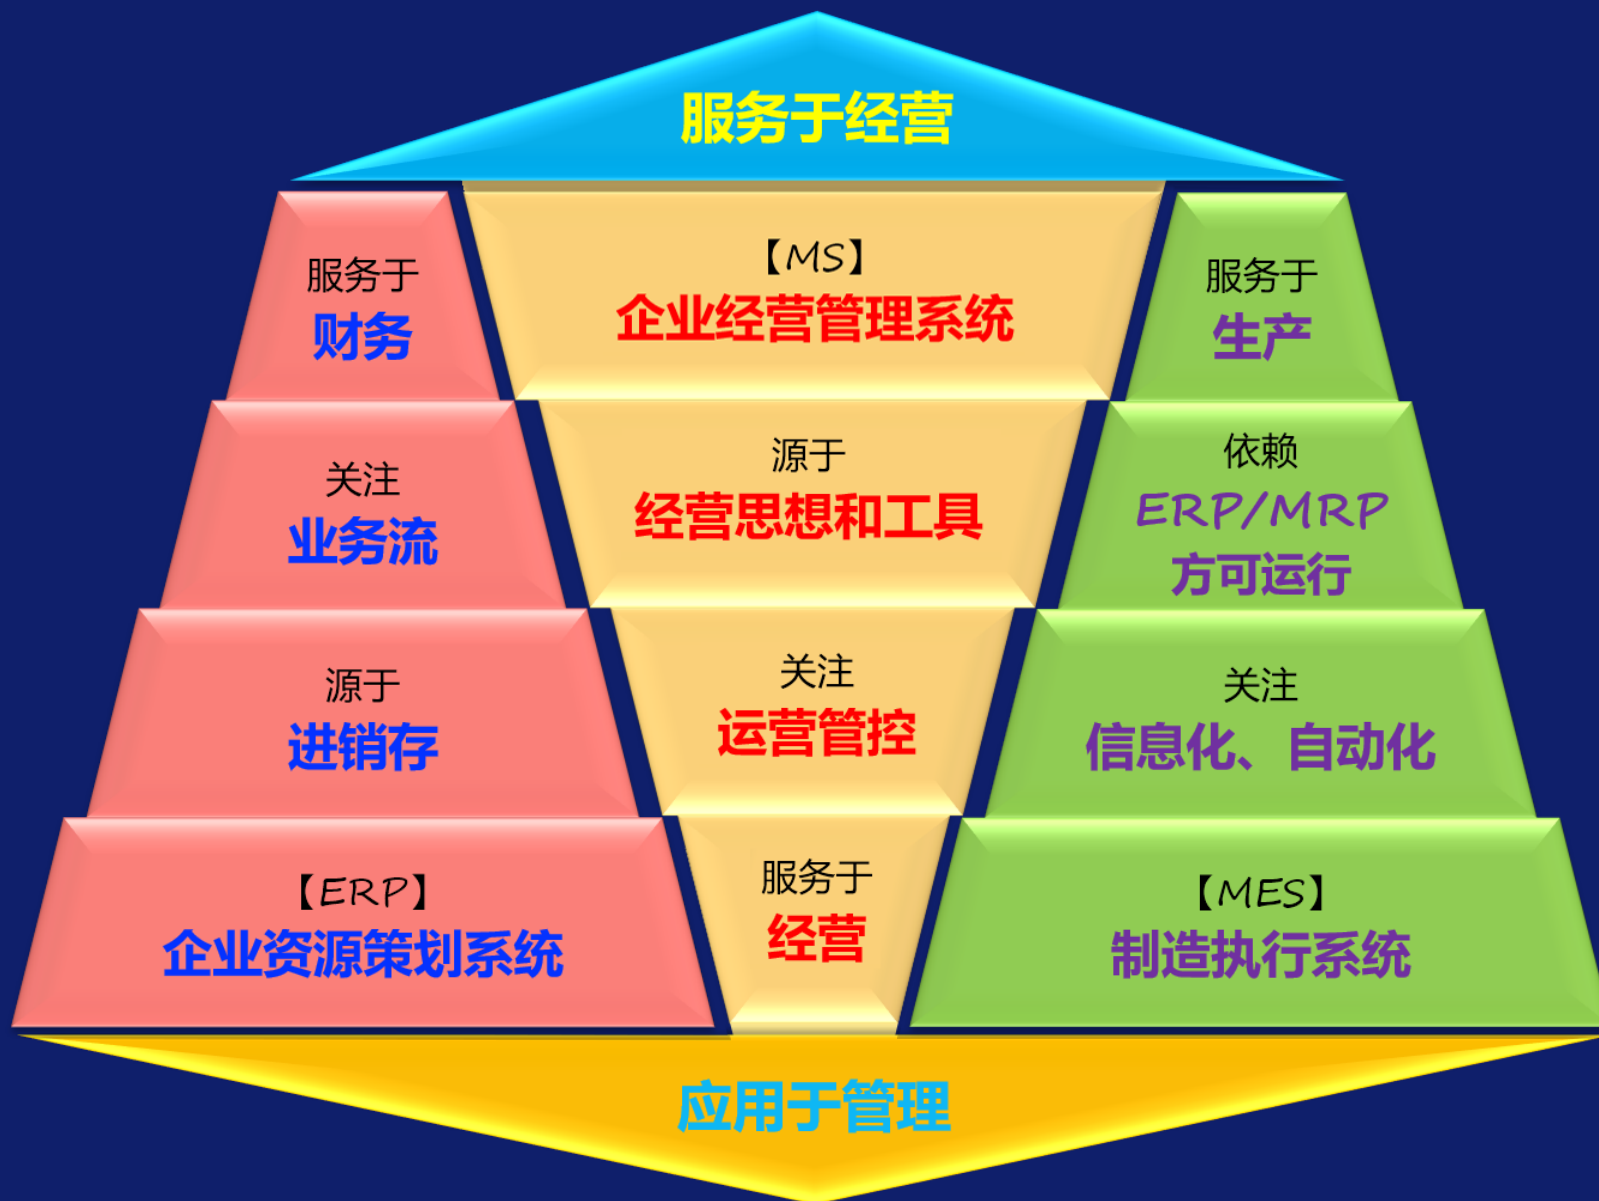 服务于经营
服务于
财务
关注
业务流
源于
进销存
【ERP】
企业资源策划系统
【MS】
企业经营管理系统
源于
经营思想和工具
关注
运营管控
服务于
经营
服务于
生产
依赖
ERP/MRP
方可运行
关注
信息化、自动化
【MES】
制造执行系统
应用于管理